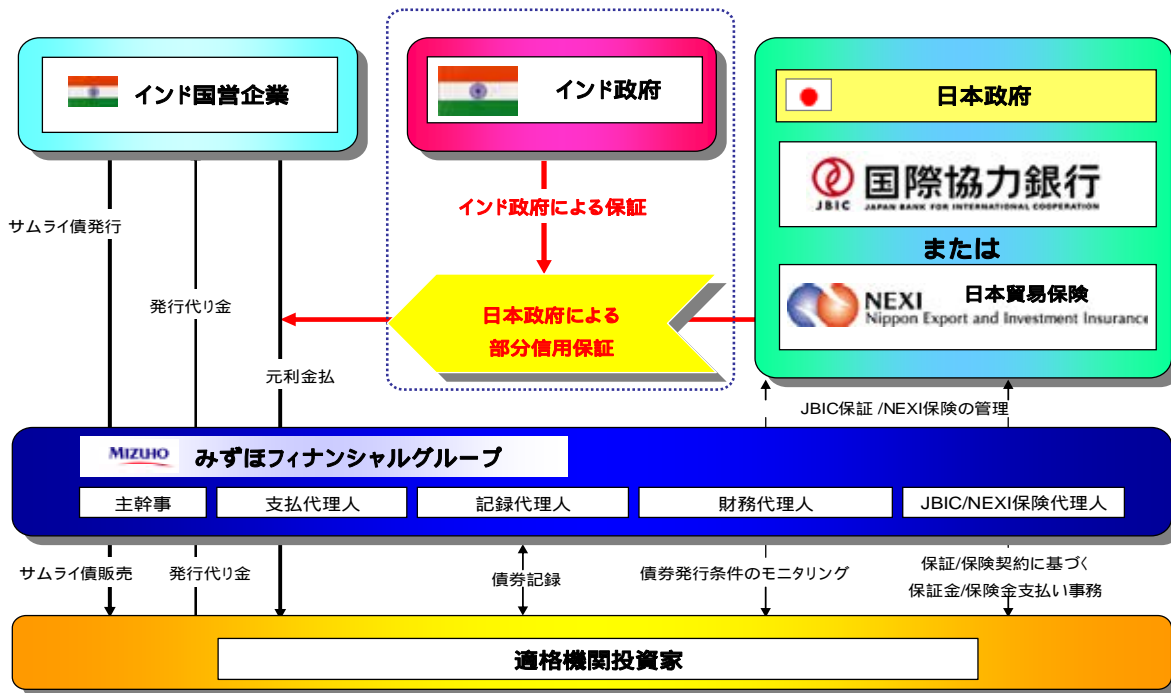 インド国営企業
インド政府
日本政府
国際協力銀行
JBIC JAPAN BANK FOR INTERNATIONAL COOPERATION
または
NEXI 日本貿易保険
Nippon Export and Investment Insurance
サムライ債発行
発行代り金
元利金払
インド政府による保証
日本政府による
部分信用保証
JBIC保証 /NEXI保険の管理
MIZUHO みずほフィナンシャルグループ
主幹事
支払代理人
記録代理人
財務代理人
JBIC/NEXI保険代理人
サムライ債販売
発行代り金
債券記録
債券発行条件のモニタリング
保証/保険契約に基づく
保証金/保険金支払い事務
適格機関投資家